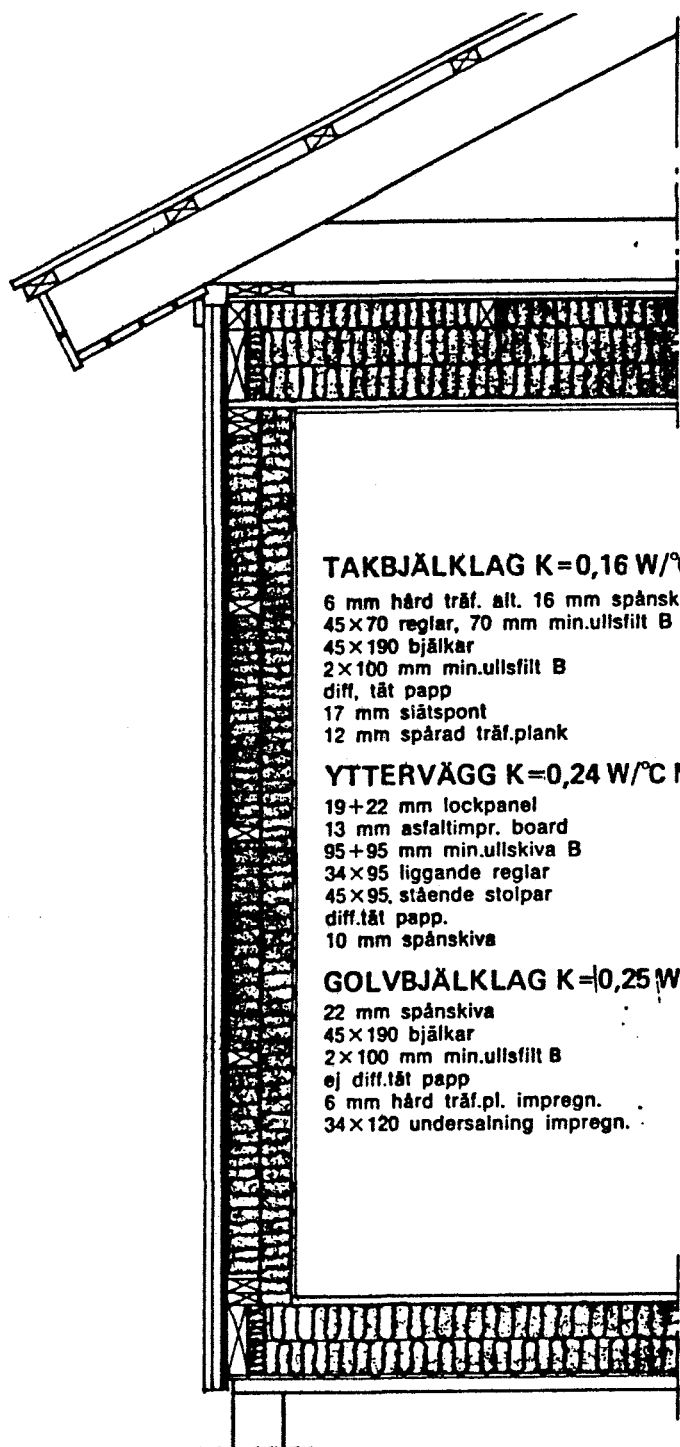 TAKBJÄLKLAG K=0,16 W/°
6 mm hård träf. alt. 16 mm spånsk
45×70 reglar, 70 mm min.ullsfilt B
45×190 bjälkar
2×100 mm min.ullsfilt B
diff, tät papp
17 mm slätspont
12 mm spårad träf.plank
YTTERVÄGG K=0,24 W/°C
19+22 mm lockpanel
13 mm asfaltimpr. board
95+95 mm min.ullskiva B
34×95 liggande reglar
45×95, stående stolpar
diff.tät papp.
10 mm spånskiva
GOLVBJÄLKLAG K=0,25 W
22 mm spånskiva
45×190 bjälkar
2×100 mm min.ullsfilt B
ej diff.tät papp
6 mm hård träf.pl. impregn.
34×120 undersalning impregn.